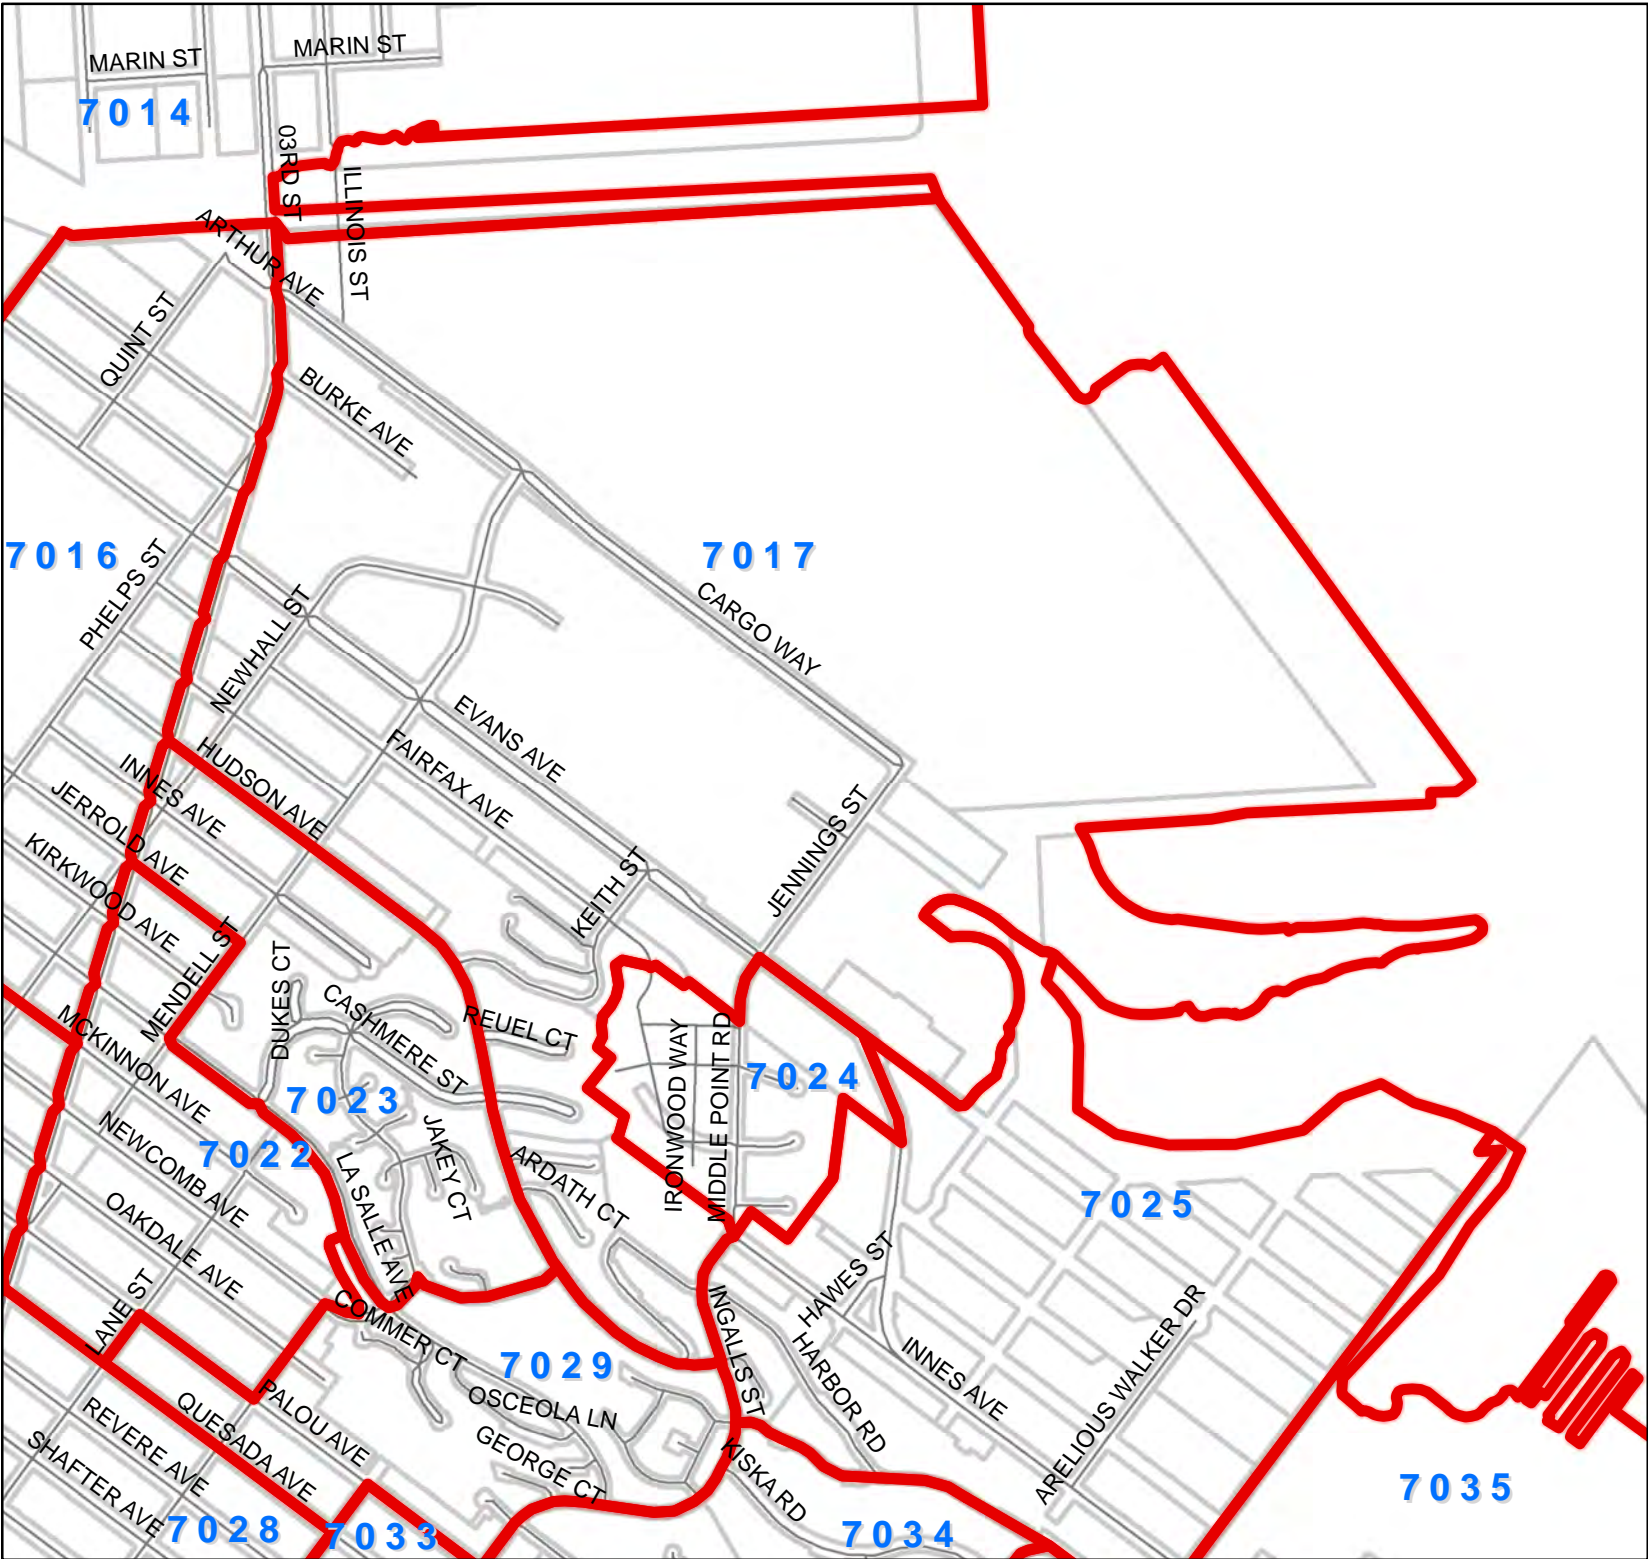 MARIN ST
MARIN ST
7014
03RD ST
ILLINOIS ST
ARTHUR AVE
QUINT ST
BURKE AVE
7016
7017
PHELPS ST
CARGO WAY
NEWHALL ST
EVANS AVE
FAIRFAX AVE
HUDSON AVE
INNES AVE
JERROLD AVE
JENNINGS ST
KIRKWOOD AVE
KEITH ST
MENDELL ST
DUKES CT
CASHMERE ST
REUEL CT
MCKINNON AVE
IRONWOOD WAY
MIDDLE POINT RD
7024
7023
NEWCOMB AVE
7022
JAKEY CT
LA SALLE AVE
ARDATH CT
OAKDALE AVE
7025
HAWES ST
LANE ST
COMMER CT
INGALLS ST
ARELIOUS WALKER DR
HARBOR RD
INNES AVE
7029
OSCEOLA LN
PALOU AVE
QUESADA AVE
REVERE AVE
GEORGE CT
KISKA RD
SHAFTER AVE
7035
7028
7033
7034